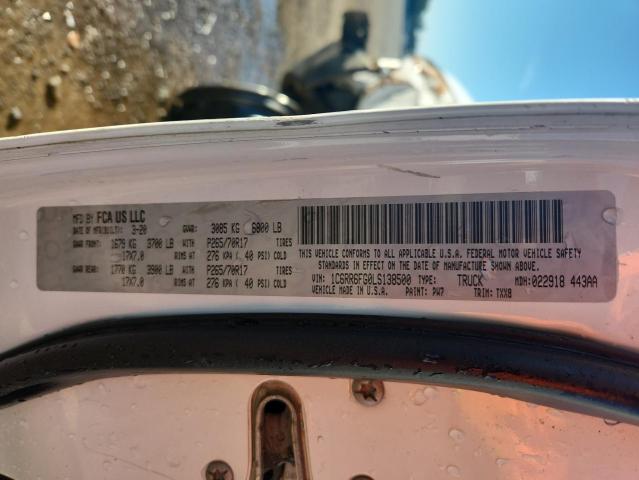 MFD BY FCA US LLC
DATE OF MFR/BUILT: 3-20 GVWR: 3085 KG 6800 LB
GAWR FRONT: 1679 KG 3700 LB WITH P265/70R17 TIRES
17X7.0 RIMS AT 276 KPA ( 40 PSI) COLD
GAWR REAR: 1770 KG 3900 LB WITH P265/70R17 TIRES
17X7.0 RIMS AT 276 KPA ( 40 PSI) COLD
THIS VEHICLE CONFORMS TO ALL APPLICABLE U.S.A. FEDERAL MOTOR VEHICLE SAFETY
STANDARDS IN EFFECT ON THE DATE OF MANUFACTURE SHOWN ABOVE.
VIN: 1C6RR6FG0LS138500 TYPE: TRUCK MDH: 022918 443AA
VEHICLE MADE IN U.S.A. PAINT: PW7 TRIM: TXX8